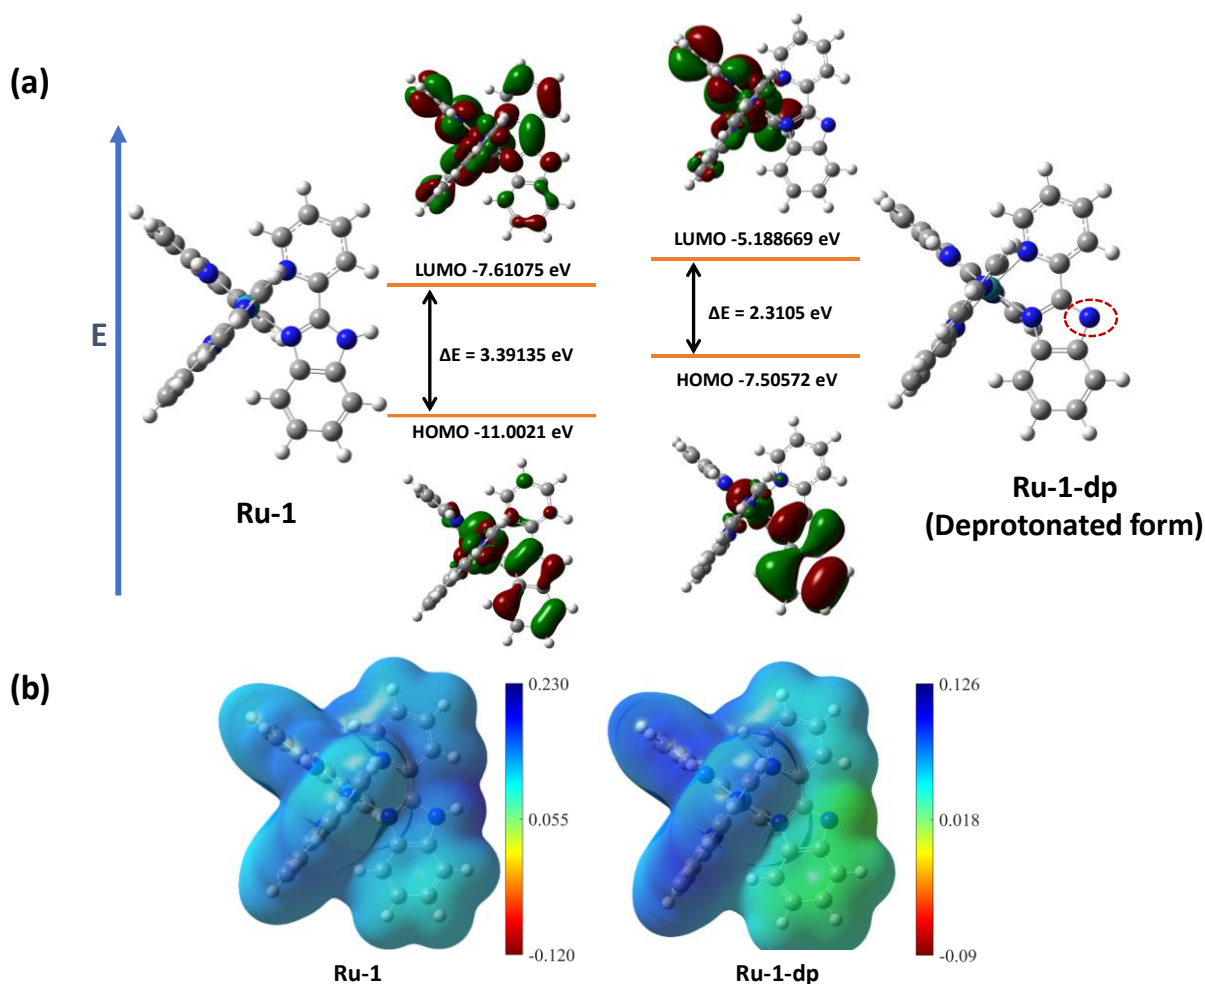 (a)
E
LUMO -7.61075 eV
ΔE = 3.39135 eV
HOMO -11.0021 eV
Ru-1
LUMO -5.188669 eV
ΔE = 2.3105 eV
HOMO -7.50572 eV
Ru-1-dp
(Deprotonated form)
(b)
0.230
0.055
-0.120
Ru-1
0.126
0.018
-0.09
Ru-1-dp